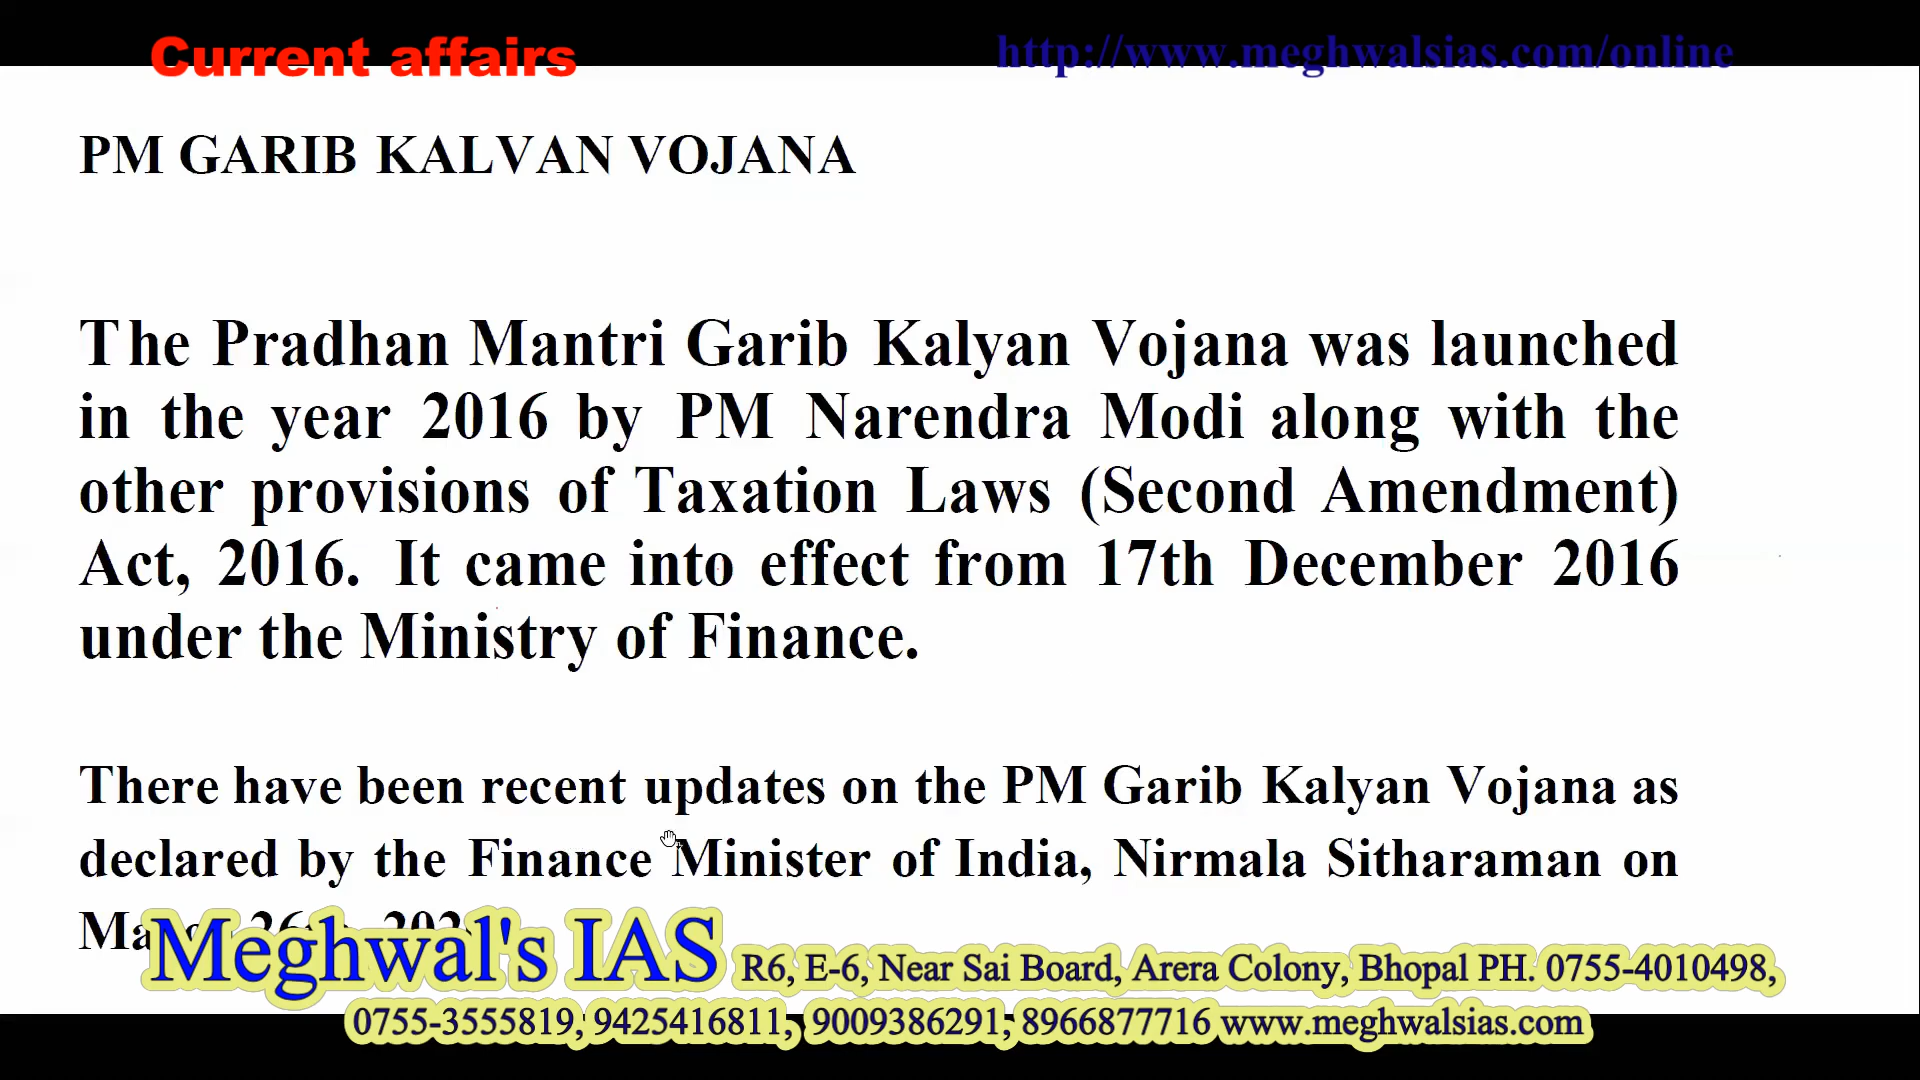 Current affairs http://www.meghwalsias.com/online
PM GARIB KALVAN VOJANA
The Pradhan Mantri Garib Kalyan Vojana was launched
in the year 2016 by PM Narendra Modi along with the
other provisions of Taxation Laws (Second Amendment)
Act, 2016. It came into effect from 17th December 2016
under the Ministry of Finance.
There have been recent updates on the PM Garib Kalyan Vojana as
declared by the Finance Minister of India, Nirmala Sitharaman on
Meghwal's IAS R6, E-6, Near Sai Board, Arera Colony, Bhopal PH. 0755-4010498,
0755-3555819, 9425416811, 9009386291, 8966877716 www.meghwalsias.com